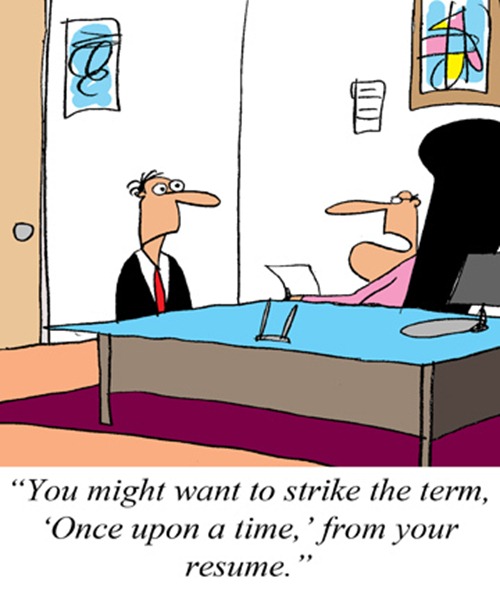 “You might want to strike the term,
‘Once upon a time,’ from your
resume.”